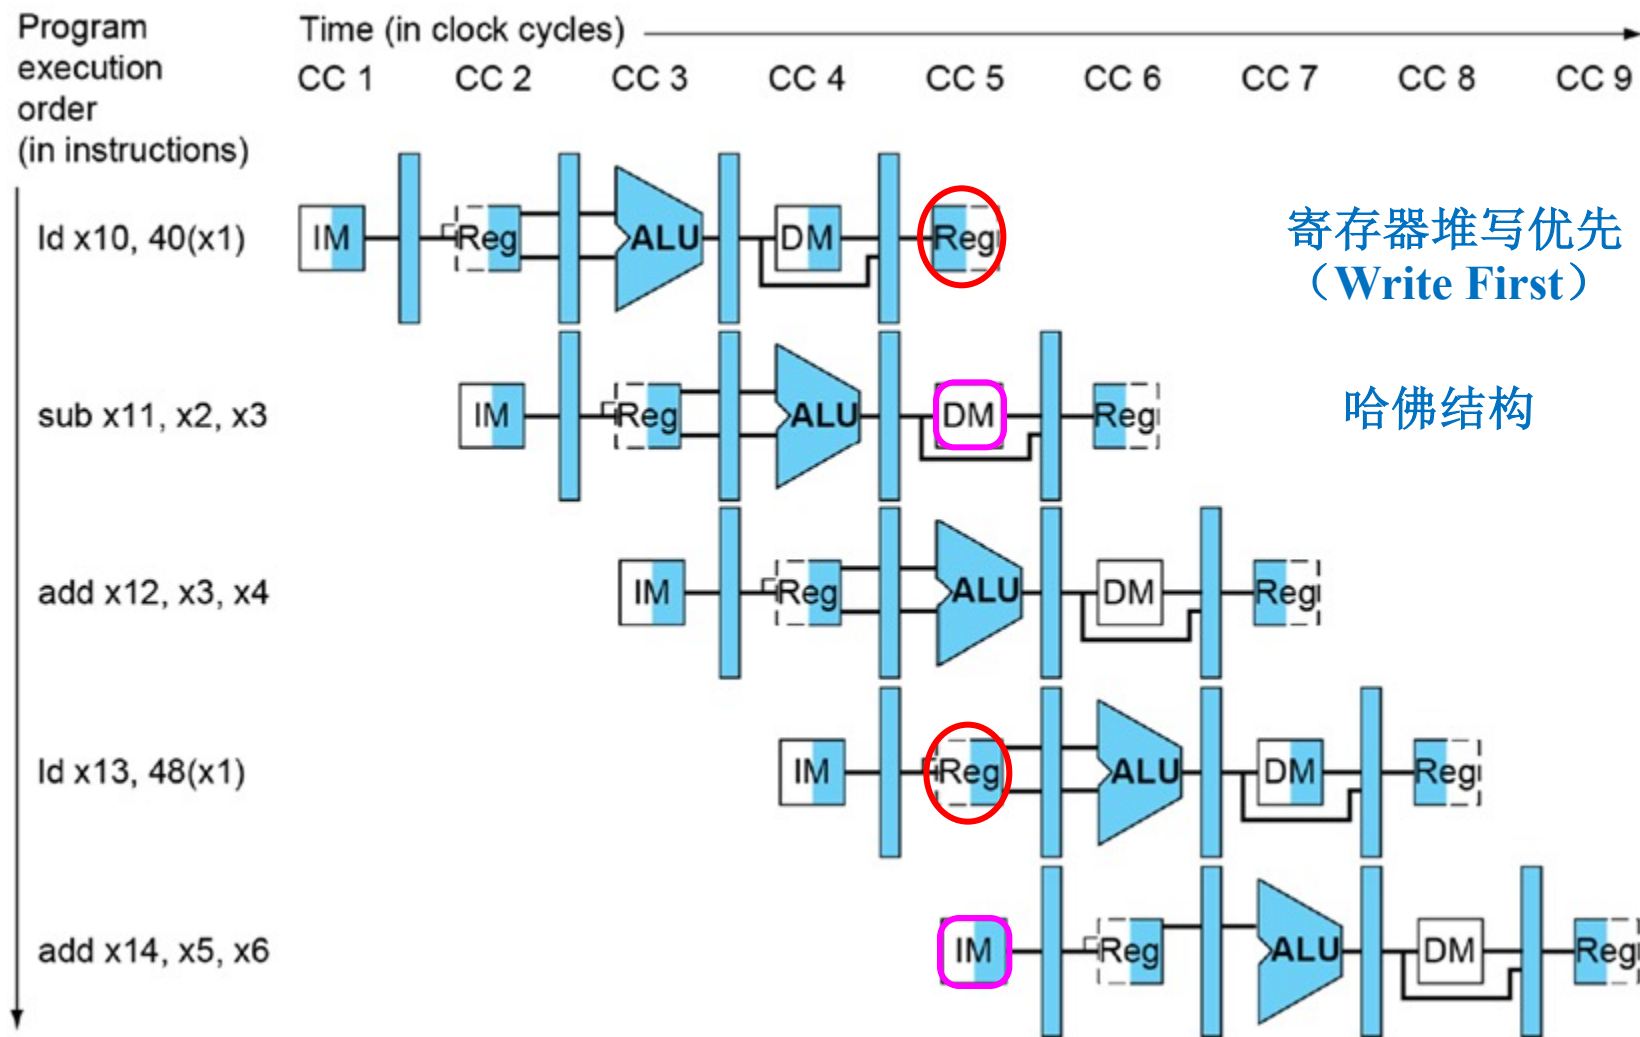 Program
execution
order
(in instructions)
Time (in clock cycles)
CC 1 CC 2 CC 3 CC 4 CC 5 CC 6 CC 7 CC 8 CC 9
ld x10, 40(x1) IM Reg ALU DM Reg
寄存器堆写优先
（Write First）
sub x11, x2, x3 IM Reg ALU DM Reg
哈佛结构
add x12, x3, x4 IM Reg ALU DM Reg
ld x13, 48(x1) IM Reg ALU DM Reg
add x14, x5, x6 IM Reg ALU DM Reg